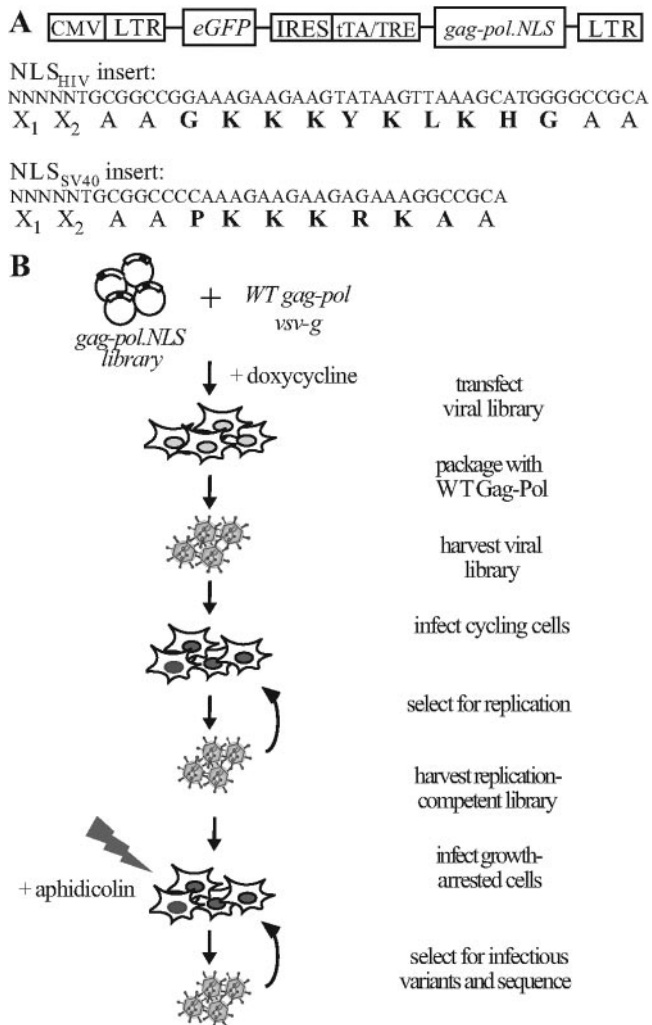 A CMV LTR eGFP IRES tTA/TRE gag-pol.NLS LTR
NLSHIV insert:
NNNNNTGCGGCCGGAAAGAAGAAGTATAAGTTAAAGCATGGGGCCGCA
X1 X2 A A G K K K Y K L K H G A A
NLSSV40 insert:
NNNNNTGCGGCCCCAAAGAAGAAGAGAAAGGCCGCA
X1 X2 A A P K K K R K A A
B
gag-pol.NLS
library
+
WT gag-pol
vsv-g
+ doxycycline
transfect
viral library
package with
WT Gag-Pol
harvest viral
library
infect cycling cells
select for replication
harvest replication-
competent library
+ aphidicolin
infect growth-
arrested cells
select for infectious
variants and sequence